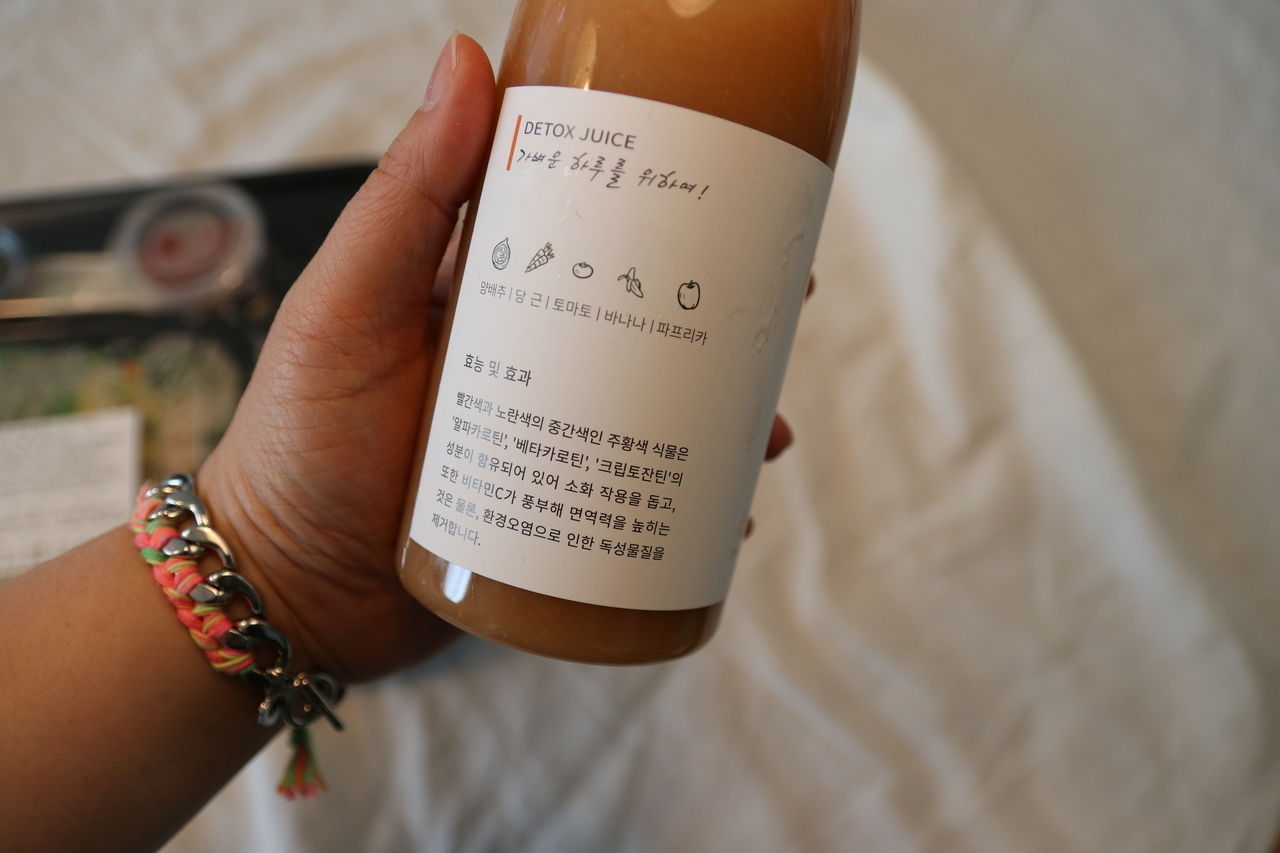 DETOX JUICE
가벼운 하루를 위하여!
양배추 | 당 근 | 토마토 | 바나나 | 파프리카
효능 및 효과
빨간색과 노란색의 중간색인 주황색 식물은
'알파카로틴', '베타카로틴', '크립토잔틴'의
성분이 함유되어 있어 소화 작용을 돕고,
또한 비타민C가 풍부해 면역력을 높히는
것은 물론, 환경오염으로 인한 독성물질을
제거합니다.